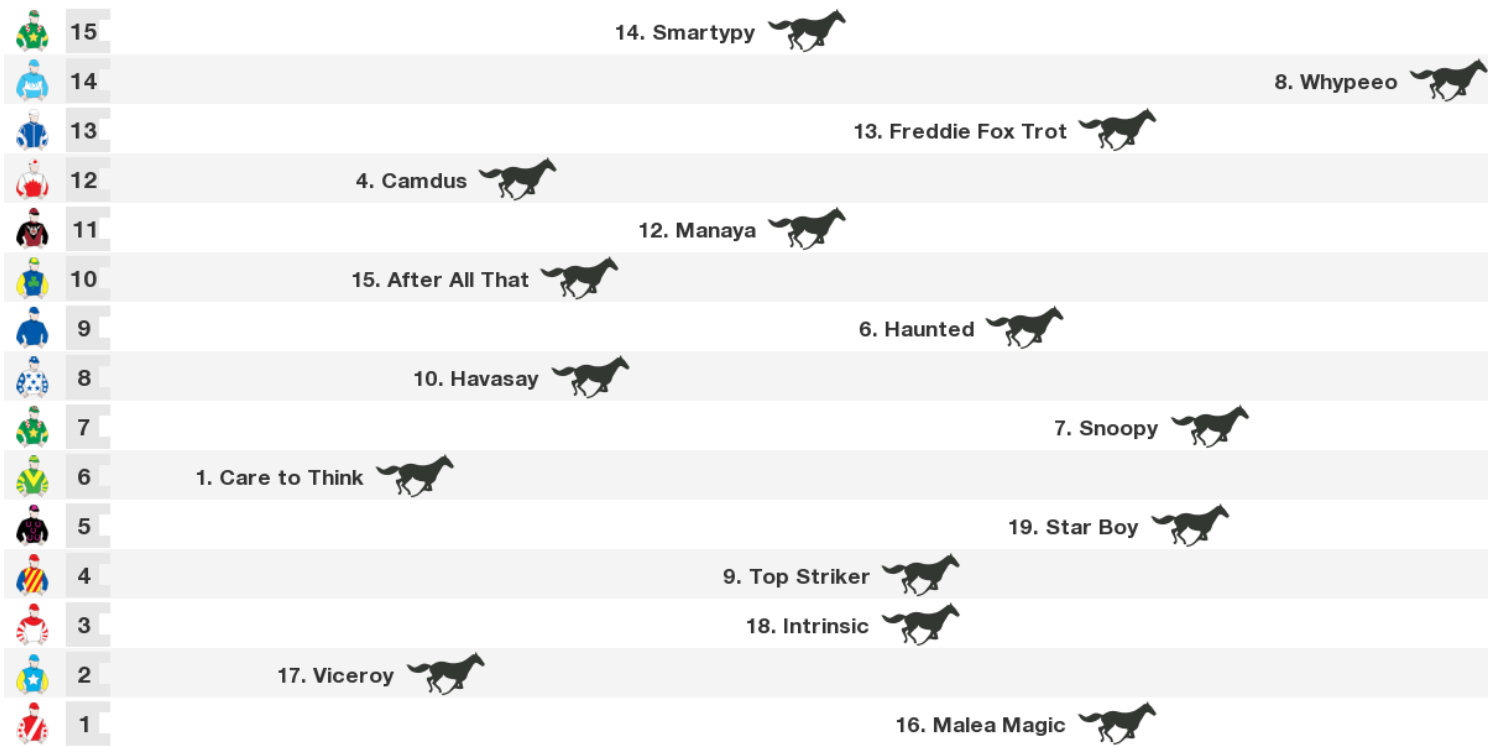 15 14. Smartypy
14 8. Whypeeo
13 13. Freddie Fox Trot
12 4. Camdus
11 12. Manaya
10 15. After All That
9 6. Haunted
8 10. Havasay
7 7. Snoopy
6 1. Care to Think
5 19. Star Boy
4 9. Top Striker
3 18. Intrinsic
2 17. Viceroy
1 16. Malea Magic